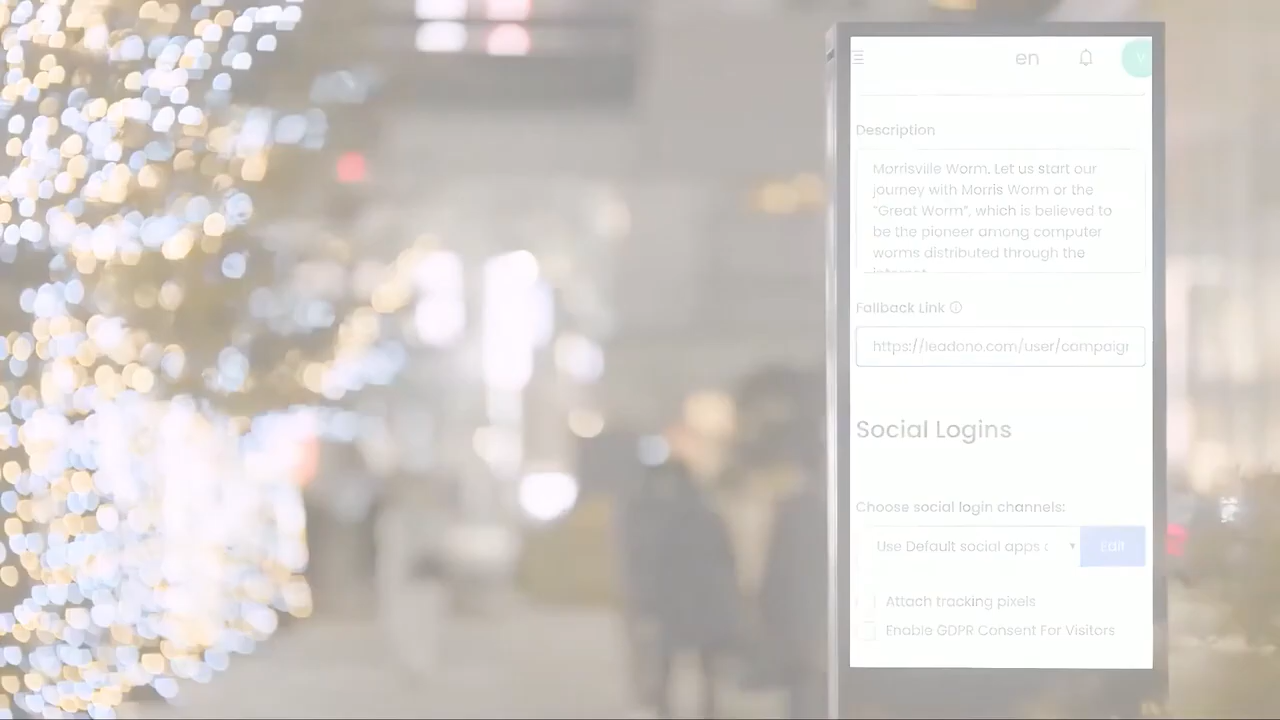 en
V
Description
Morrisville Worm. Let us start our
journey with Morris Worm or the
"Great Worm", which is believed to
be the pioneer among computer
worms distributed through the
internet
Fallback Link
https://leadono.com/user/campaign
Social Logins
Choose social login channels:
Use Default social apps
Edit
Attach tracking pixels
Enable GDPR Consent For Visitors